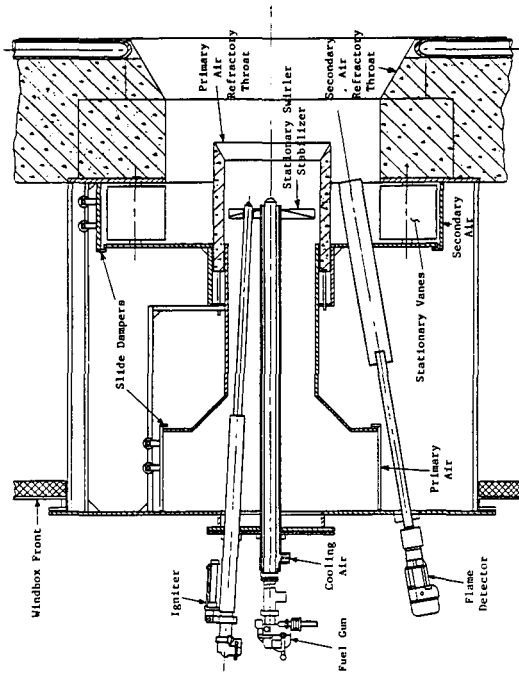 Primary
Air
Refractory
Throat
Secondary
Air
Refractory
Throat
Stationary Swirler
Stabilizer
Slide Dampers
Stationary Vanes
Secondary
Air
Primary
Air
Windbox Front
Igniter
Cooling
Air
Fuel Gun
Flame
Detector